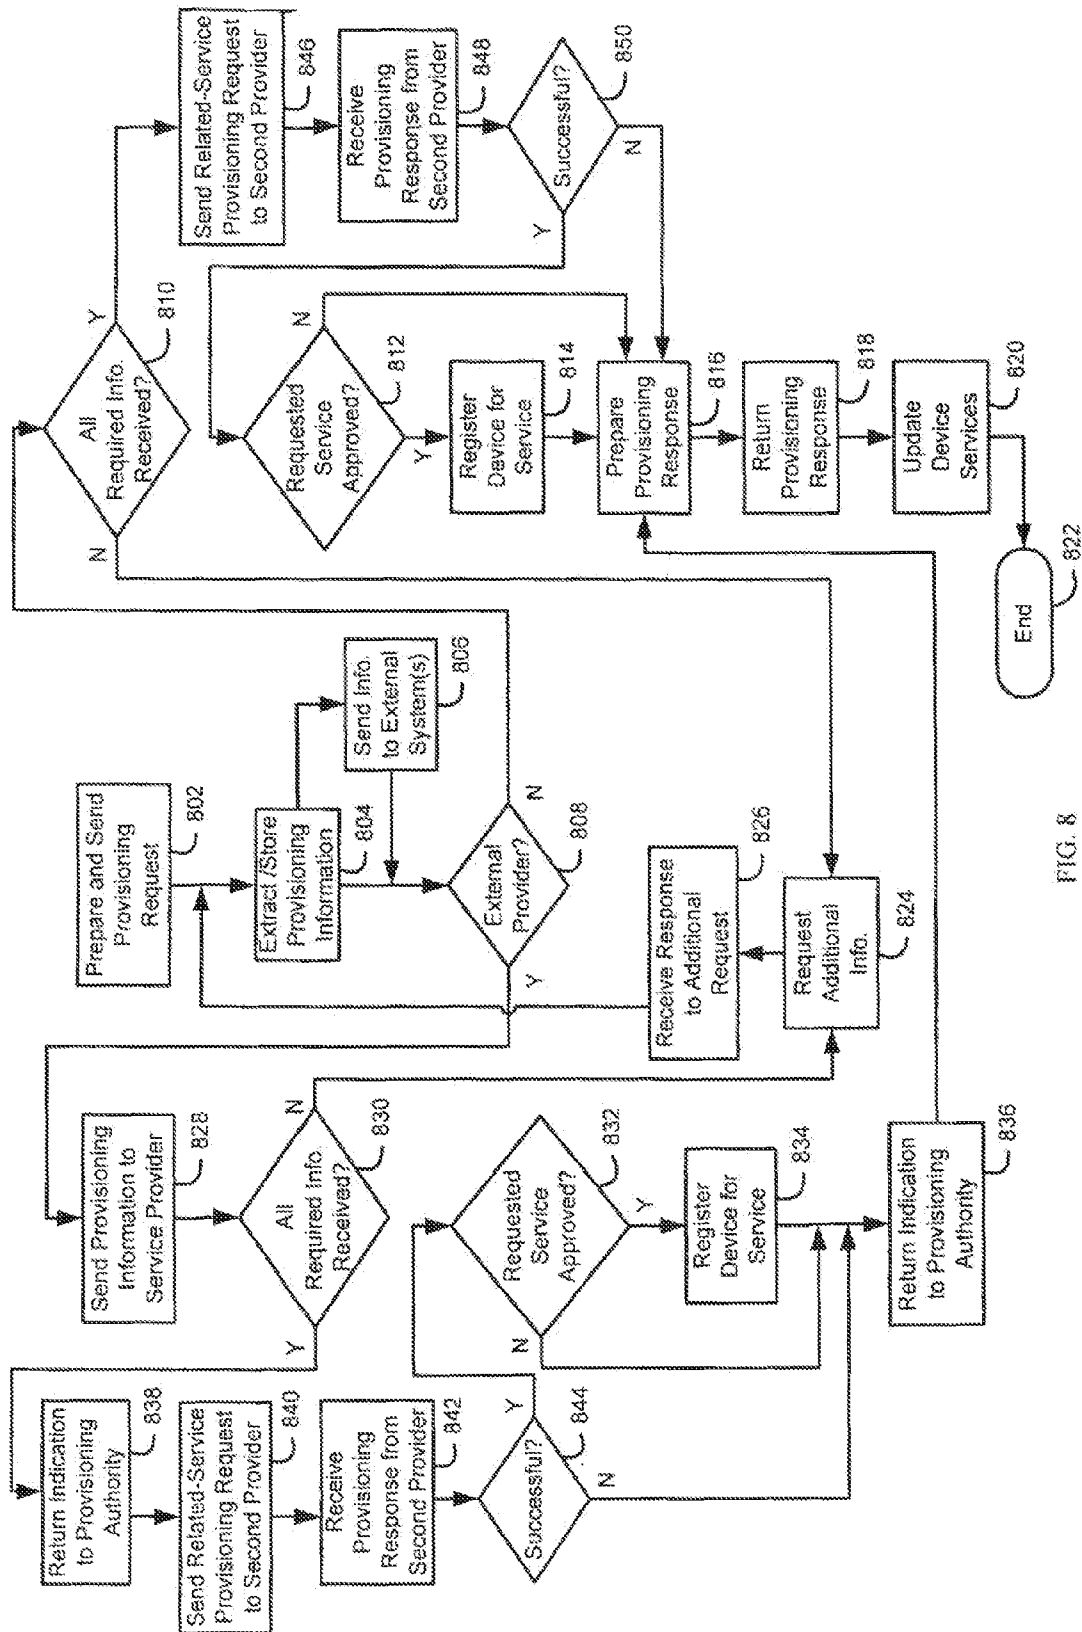 Prepare and Send
Provisioning
Request
802
Extract /Store
Provisioning
Information
804
Send Info.
to External
System(s)
806
External
Provider?
808
Y
N
Send Provisioning
Information to
Service Provider
828
All
Required Info.
Received?
830
Y
N
Return Indication
to Provisioning
Authority
838
Send Related-Service
Provisioning Request
to Second Provider
840
Receive
Provisioning
Response from
Second Provider
842
Successful?
844
Y
N
Requested
Service
Approved?
832
N
Y
Register
Device for
Service
834
Return Indication
to Provisioning
Authority
836
Receive Response
to Additional
Request
826
Request
Additional
Info.
824
All
Required Info.
Received?
810
N
Y
Send Related-Service
Provisioning Request
to Second Provider
846
Receive
Provisioning
Response from
Second Provider
848
Successful?
850
Y
N
Requested
Service
Approved?
812
N
Y
Register
Device for
Service
814
Prepare
Provisioning
Response
816
Return
Provisioning
Response
818
Update
Device
Services
820
End
822
FIG. 8